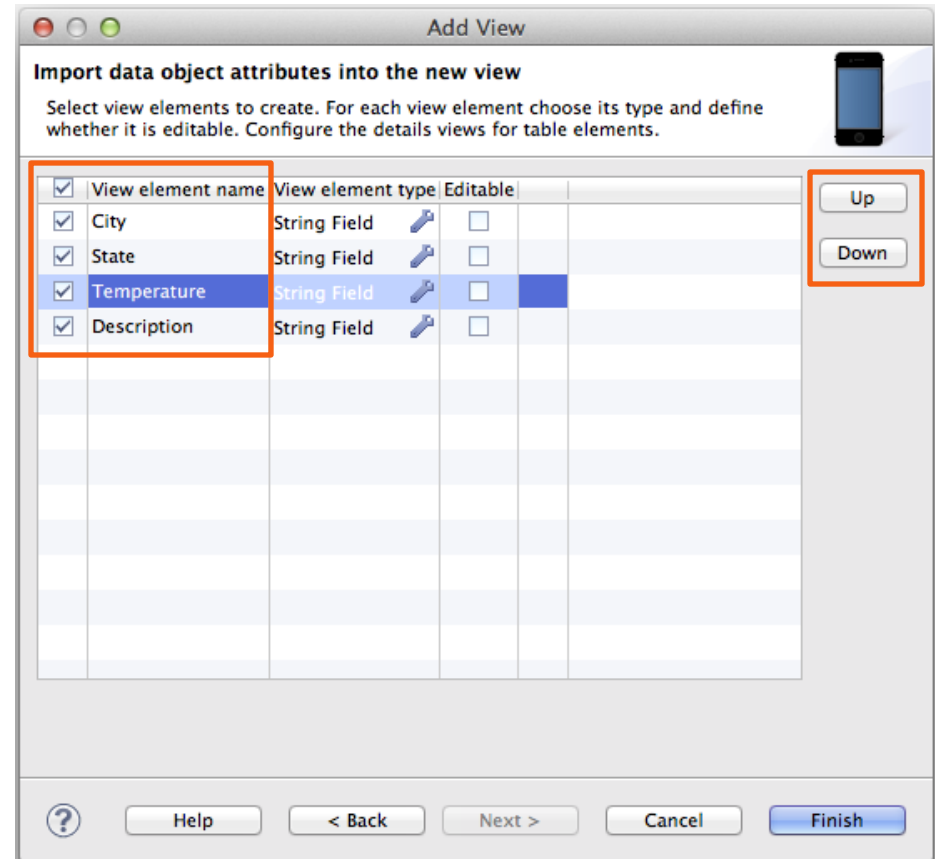 Add View
Import data object attributes into the new view
Select view elements to create. For each view element choose its type and define
whether it is editable. Configure the details views for table elements.
View element name View element type Editable
City String Field
State String Field
Temperature String Field
Description String Field
Up
Down
? Help < Back Next > Cancel Finish